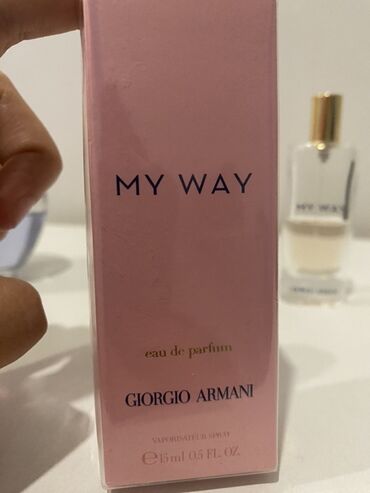 MY WAY
eau de parfum
GIORGIO ARMANI
VAPORISATEUR SPRAY
℮15 ml 0.5 FL. OZ.
MY WAY